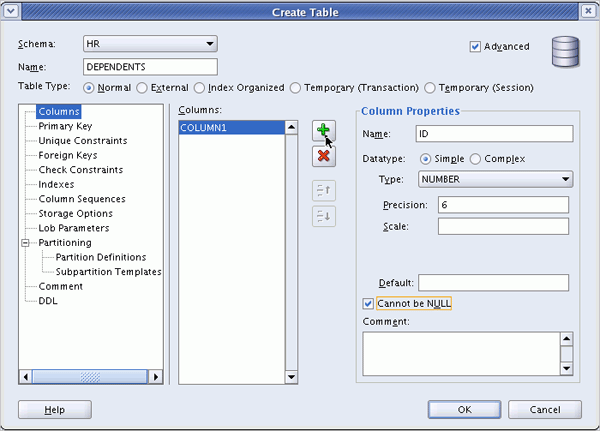 Create Table
Schema: HR
Advanced
Name: DEPENDENTS
Table Type: Normal External Index Organized Temporary (Transaction) Temporary (Session)
Columns
Primary Key
Unique Constraints
Foreign Keys
Check Constraints
Indexes
Column Sequences
Storage Options
Lob Parameters
Partitioning
Partition Definitions
Subpartition Templates
Comment
DDL
Columns:
COLUMN1
Column Properties
Name: ID
Datatype: Simple Complex
Type: NUMBER
Precision: 6
Scale:
Default:
Cannot be NULL
Comment:
Help
OK
Cancel